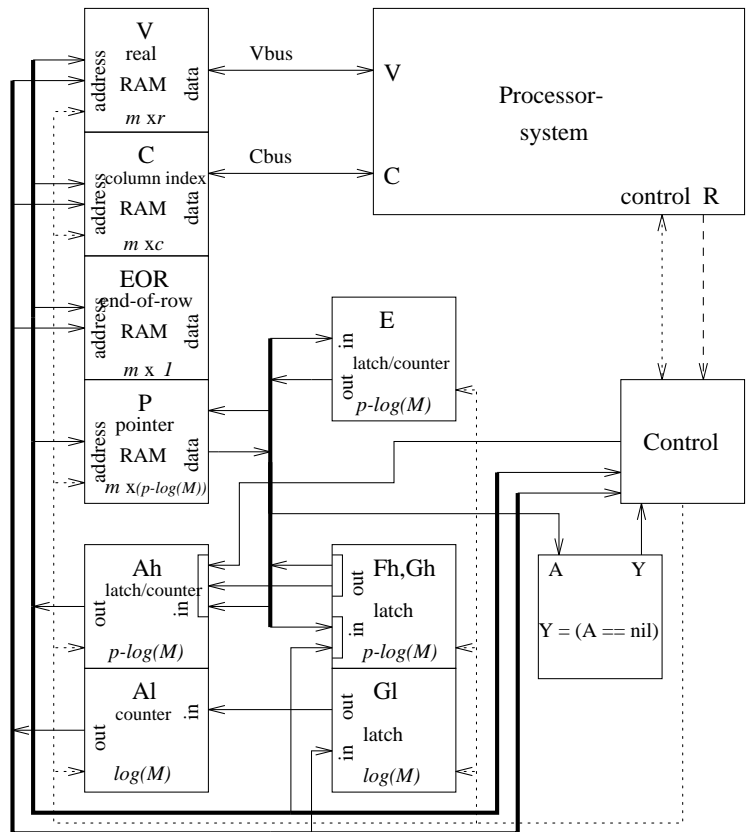 V
real
address
RAM
data
m x r
Vbus
V
Processor-
system
C
column index
address
RAM
data
m x c
Cbus
C
control R
EOR
end-of-row
address
RAM
data
m x 1
E
in
latch/counter
out
p-log(M)
P
pointer
address
RAM
data
m x (p-log(M))
Control
Ah
latch/counter
out
in
p-log(M)
Fh,Gh
out
latch
in
p-log(M)
A Y
Y = (A == nil)
Al
counter
in
out
log(M)
Gl
out
latch
in
log(M)